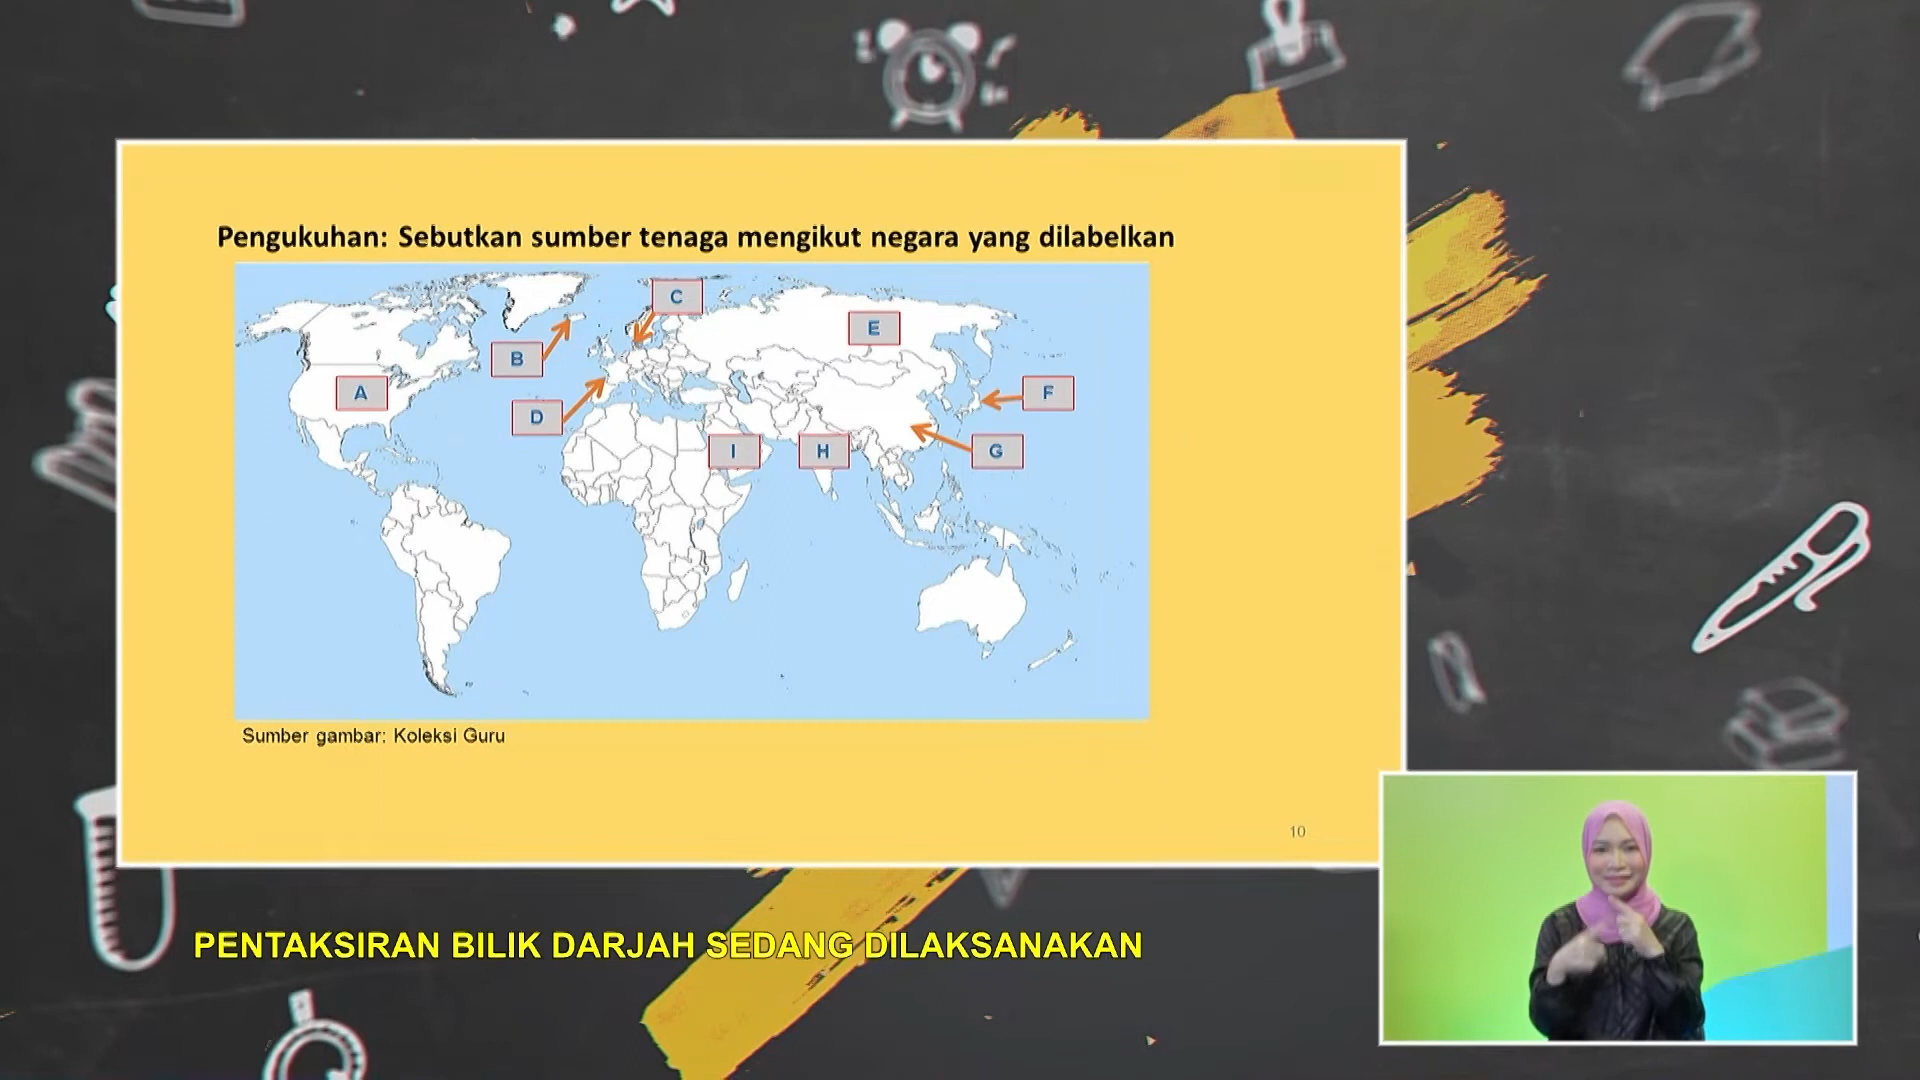 Pengukuhan: Sebutkan sumber tenaga mengikut negara yang dilabelkan
C
E
B
A
F
D
I
H
G
Sumber gambar: Koleksi Guru
10
PENTAKSIRAN BILIK DARJAH SEDANG DILAKSANAKAN